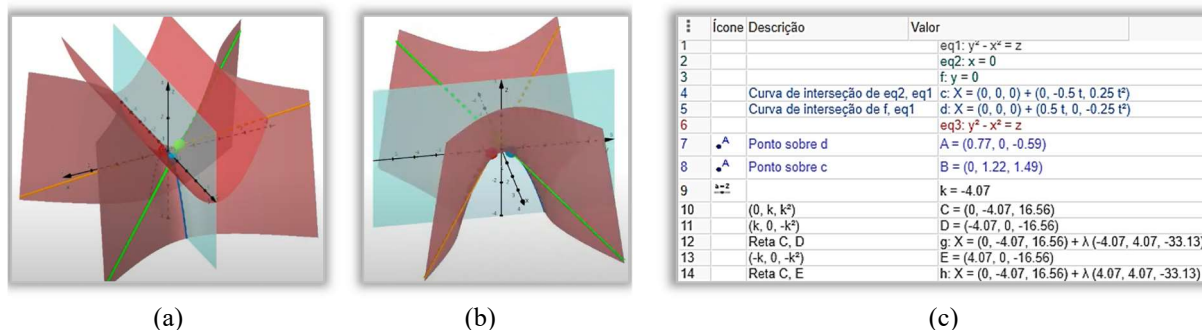 Ícone Descrição Valor
1 eq1: y² - x² = z
2 eq2: x = 0
3 f: y = 0
4 Curva de interseção de eq2, eq1 c: X = (0, 0, 0) + (0, -0.5 t, 0.25 t²)
5 Curva de interseção de f, eq1 d: X = (0, 0, 0) + (0.5 t, 0, -0.25 t²)
6 eq3: y² - x² = z
7 A Ponto sobre d A = (0.77, 0, -0.59)
8 A Ponto sobre c B = (0, 1.22, 1.49)
9 a=2 k = -4.07
10 (0, k, k²) C = (0, -4.07, 16.56)
11 (k, 0, -k²) D = (-4.07, 0, -16.56)
12 Reta C, D g: X = (0, -4.07, 16.56) + λ (-4.07, 4.07, -33.13)
13 (-k, 0, -k²) E = (4.07, 0, -16.56)
14 Reta C, E h: X = (0, -4.07, 16.56) + λ (4.07, 4.07, -33.13)
(a) (b) (c)